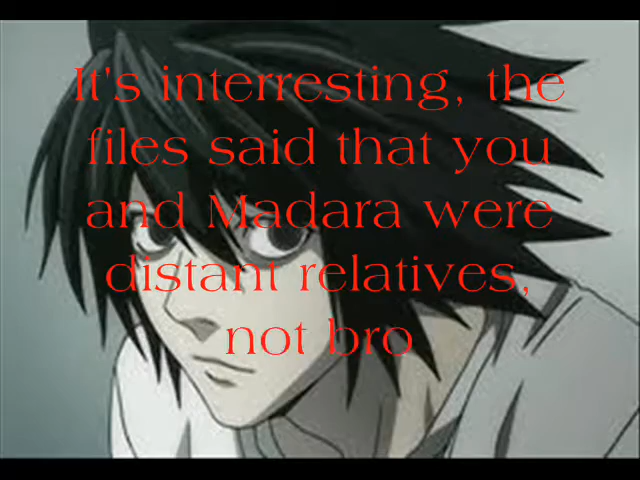 It's interresting, the
files said that you
and Madara were
distant relatives,
not bro